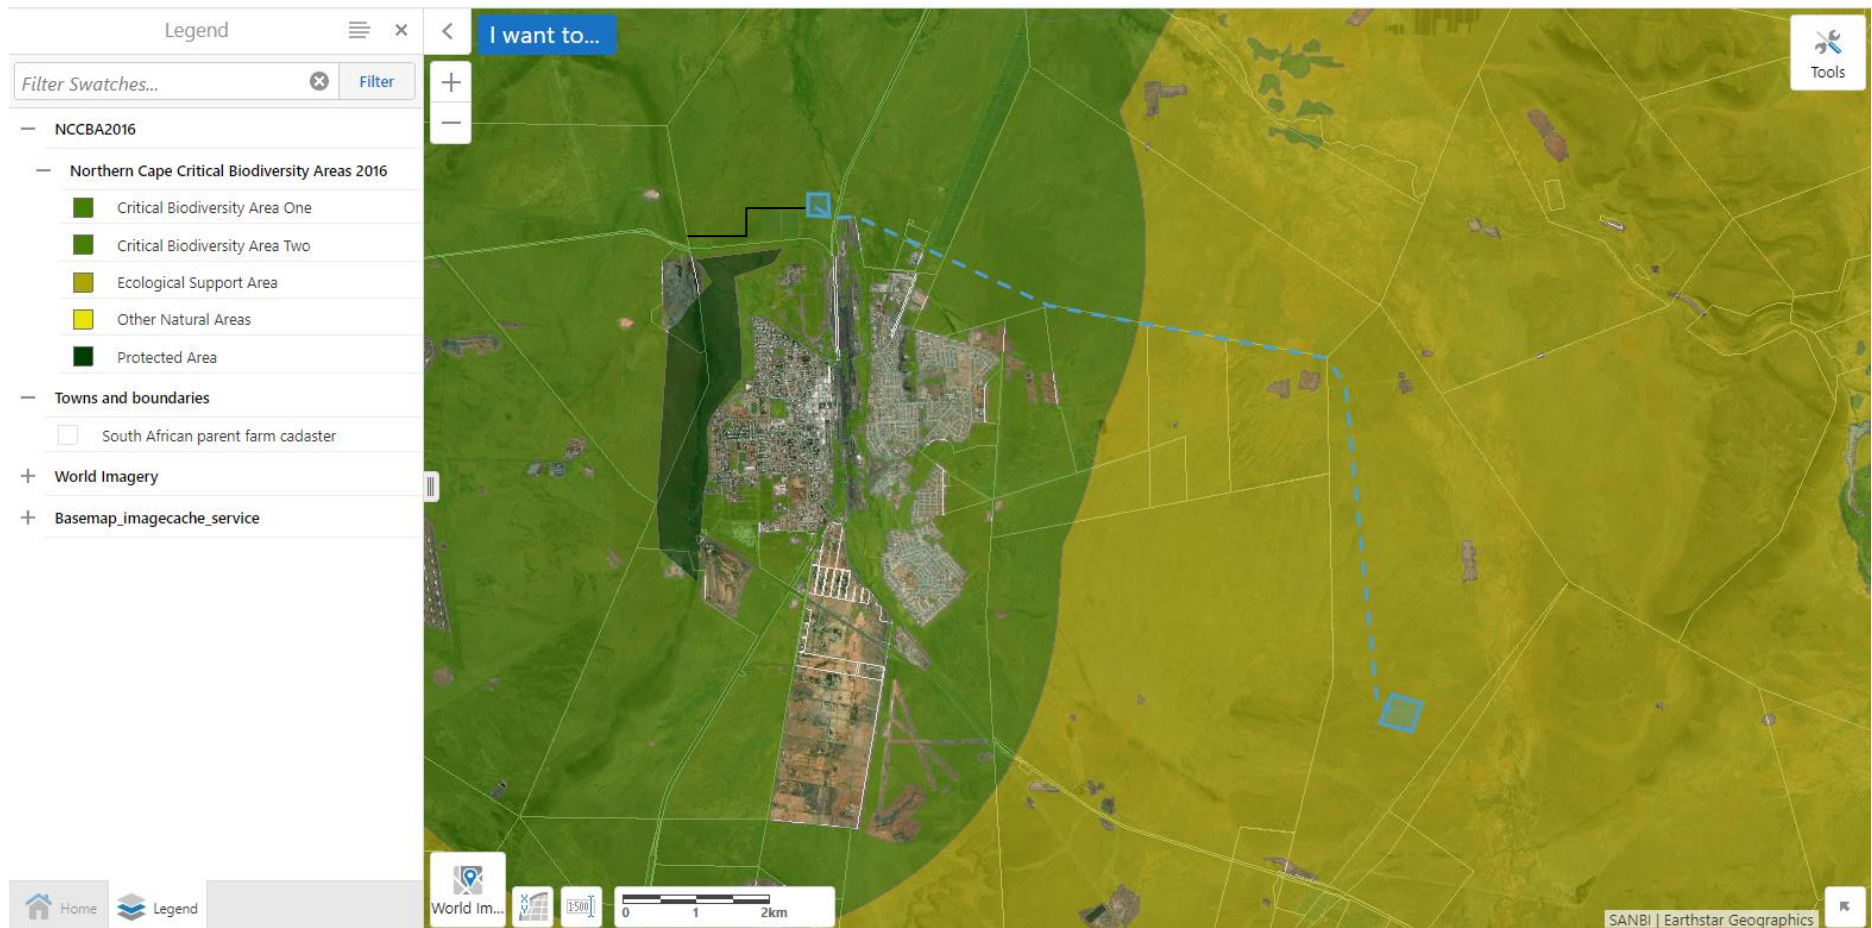 Legend
Filter Swatches...
Filter
NCCBA2016
Northern Cape Critical Biodiversity Areas 2016
Critical Biodiversity Area One
Critical Biodiversity Area Two
Ecological Support Area
Other Natural Areas
Protected Area
Towns and boundaries
South African parent farm cadaster
World Imagery
Basemap_imagecache_service
Home
Legend
I want to...
Tools
World Im...
X Y
1:500
0 1 2km
SANBI | Earthstar Geographics